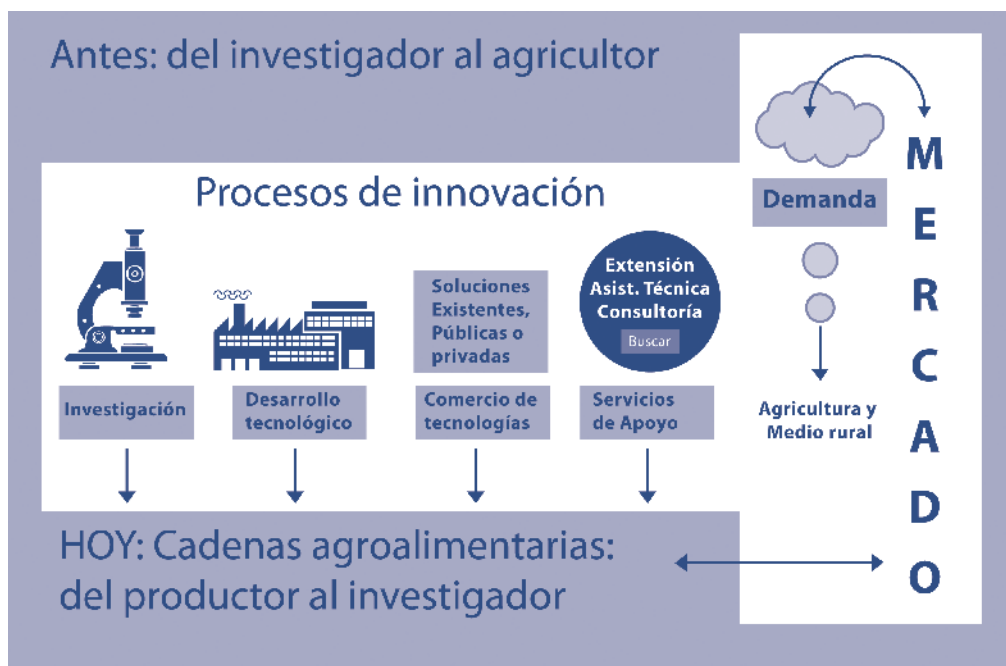 Antes: del investigador al agricultor
Procesos de innovación
Investigación
Desarrollo
tecnológico
Soluciones
Existentes,
Públicas o
privadas
Comercio de
tecnologías
Extensión
Asist. Técnica
Consultoría
Buscar
Servicios
de Apoyo
Demanda
Agricultura y
Medio rural
MERCADO
HOY: Cadenas agroalimentarias:
del productor al investigador